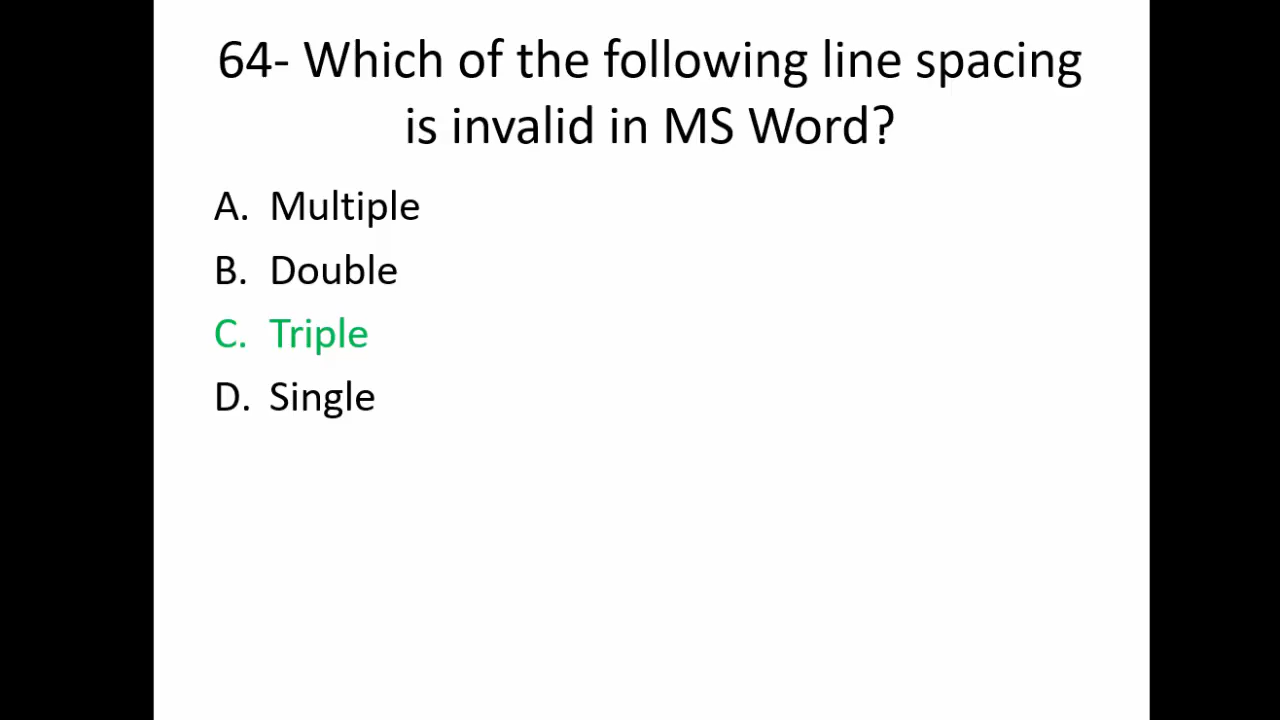 64- Which of the following line spacing
is invalid in MS Word?
A. Multiple
B. Double
C. Triple
D. Single